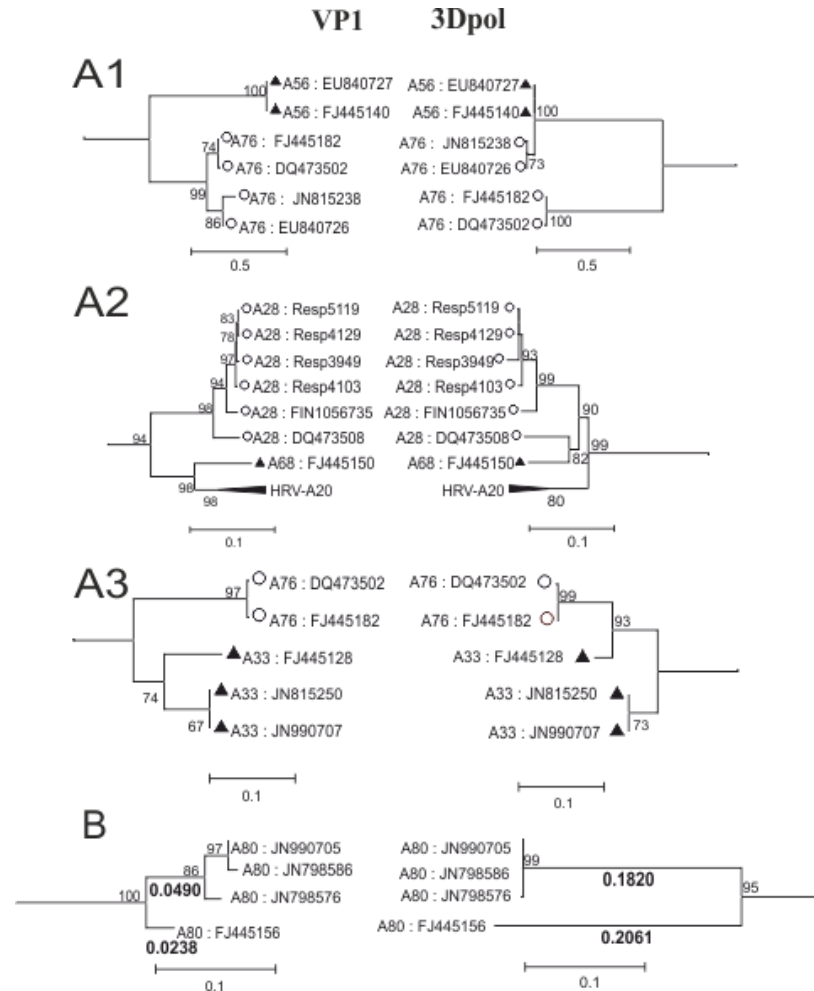 VP1 3Dpol
A1
100 A56 : EU840727
A56 : FJ445140
74 A76 : FJ445182
A76 : DQ473502
99
A76 : JN815238
86 A76 : EU840726
0.5
A56 : EU840727
A56 : FJ445140 100
A76 : JN815238
A76 : EU840726 73
A76 : FJ445182
A76 : DQ473502 100
0.5
A2
83 A28 : Resp5119
78 A28 : Resp4129
97 A28 : Resp3949
94 A28 : Resp4103
98 A28 : FIN1056735
94 A28 : DQ473508
A68 : FJ445150
98 HRV-A20
98
0.1
A28 : Resp5119
A28 : Resp4129
93
A28 : Resp3949
99
A28 : Resp4103
A28 : FIN1056735 90
A28 : DQ473508 99
A68 : FJ445150 82
HRV-A20
80
0.1
A3
97 A76 : DQ473502
A76 : FJ445182
A33 : FJ445128
74 A33 : JN815250
67 A33 : JN990707
0.1
A76 : DQ473502
99
A76 : FJ445182 93
A33 : FJ445128
A33 : JN815250
A33 : JN990707 73
0.1
B
97 A80 : JN990705
86 A80 : JN798586
100 0.0490 A80 : JN798576
A80 : FJ445156
0.0238
0.1
A80 : JN990705
99
A80 : JN798586
0.1820
A80 : JN798576 95
A80 : FJ445156
0.2061
0.1